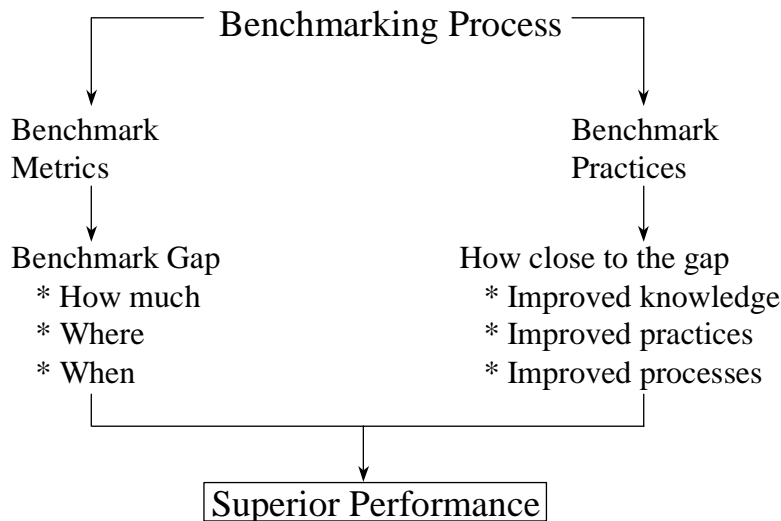 Benchmarking Process
Benchmark
Metrics
Benchmark Gap
* How much
* Where
* When
Benchmark
Practices
How close to the gap
* Improved knowledge
* Improved practices
* Improved processes
Superior Performance